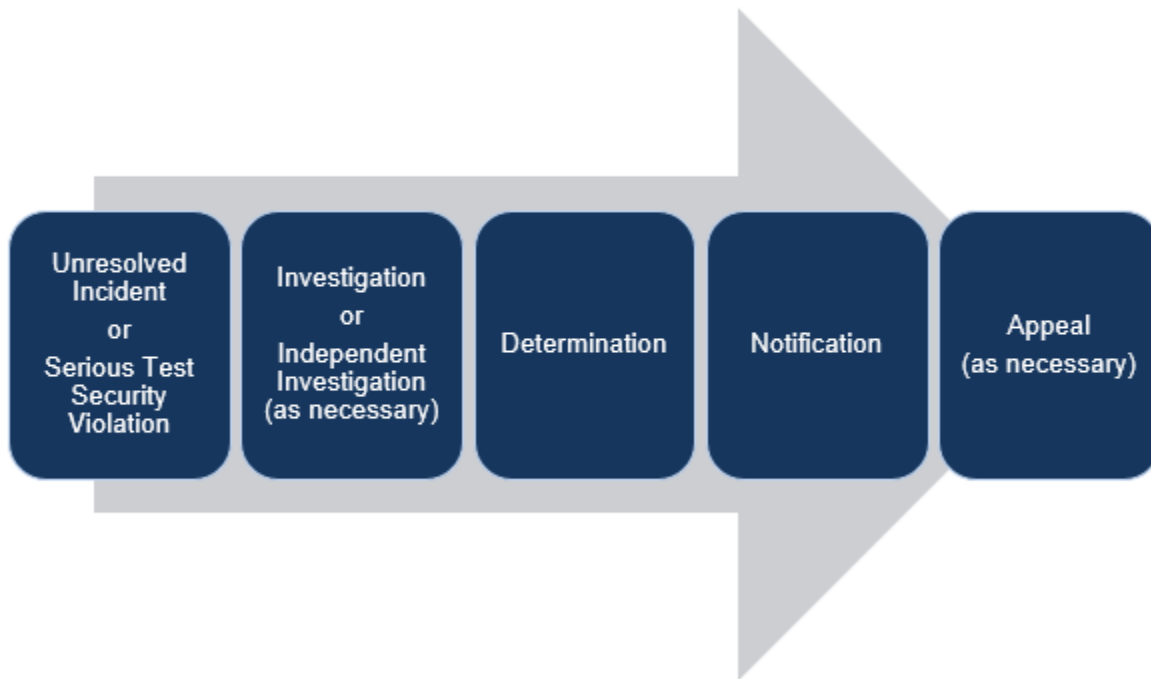 Unresolved
Incident
or
Serious Test
Security
Violation
Investigation
or
Independent
Investigation
(as necessary)
Determination
Notification
Appeal
(as necessary)